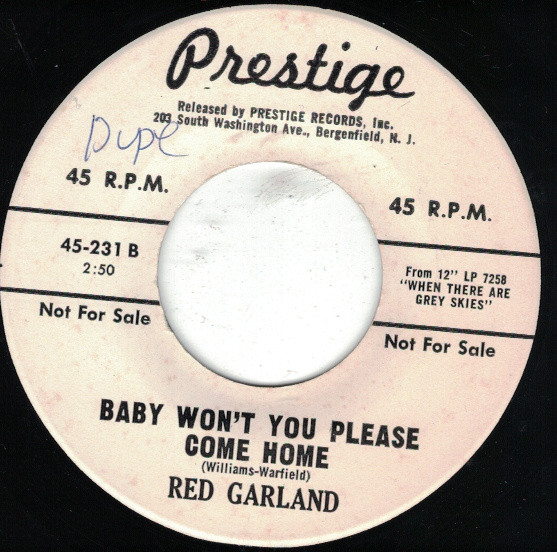 Prestige
Released by PRESTIGE RECORDS, Inc.
203 South Washington Ave., Bergenfield, N. J.
Dupe
45 R.P.M.
45 R.P.M.
45-231 B
2:50
From 12" LP 7258
"WHEN THERE ARE
GREY SKIES"
Not For Sale
Not For Sale
BABY WON'T YOU PLEASE
COME HOME
(Williams-Warfield)
RED GARLAND